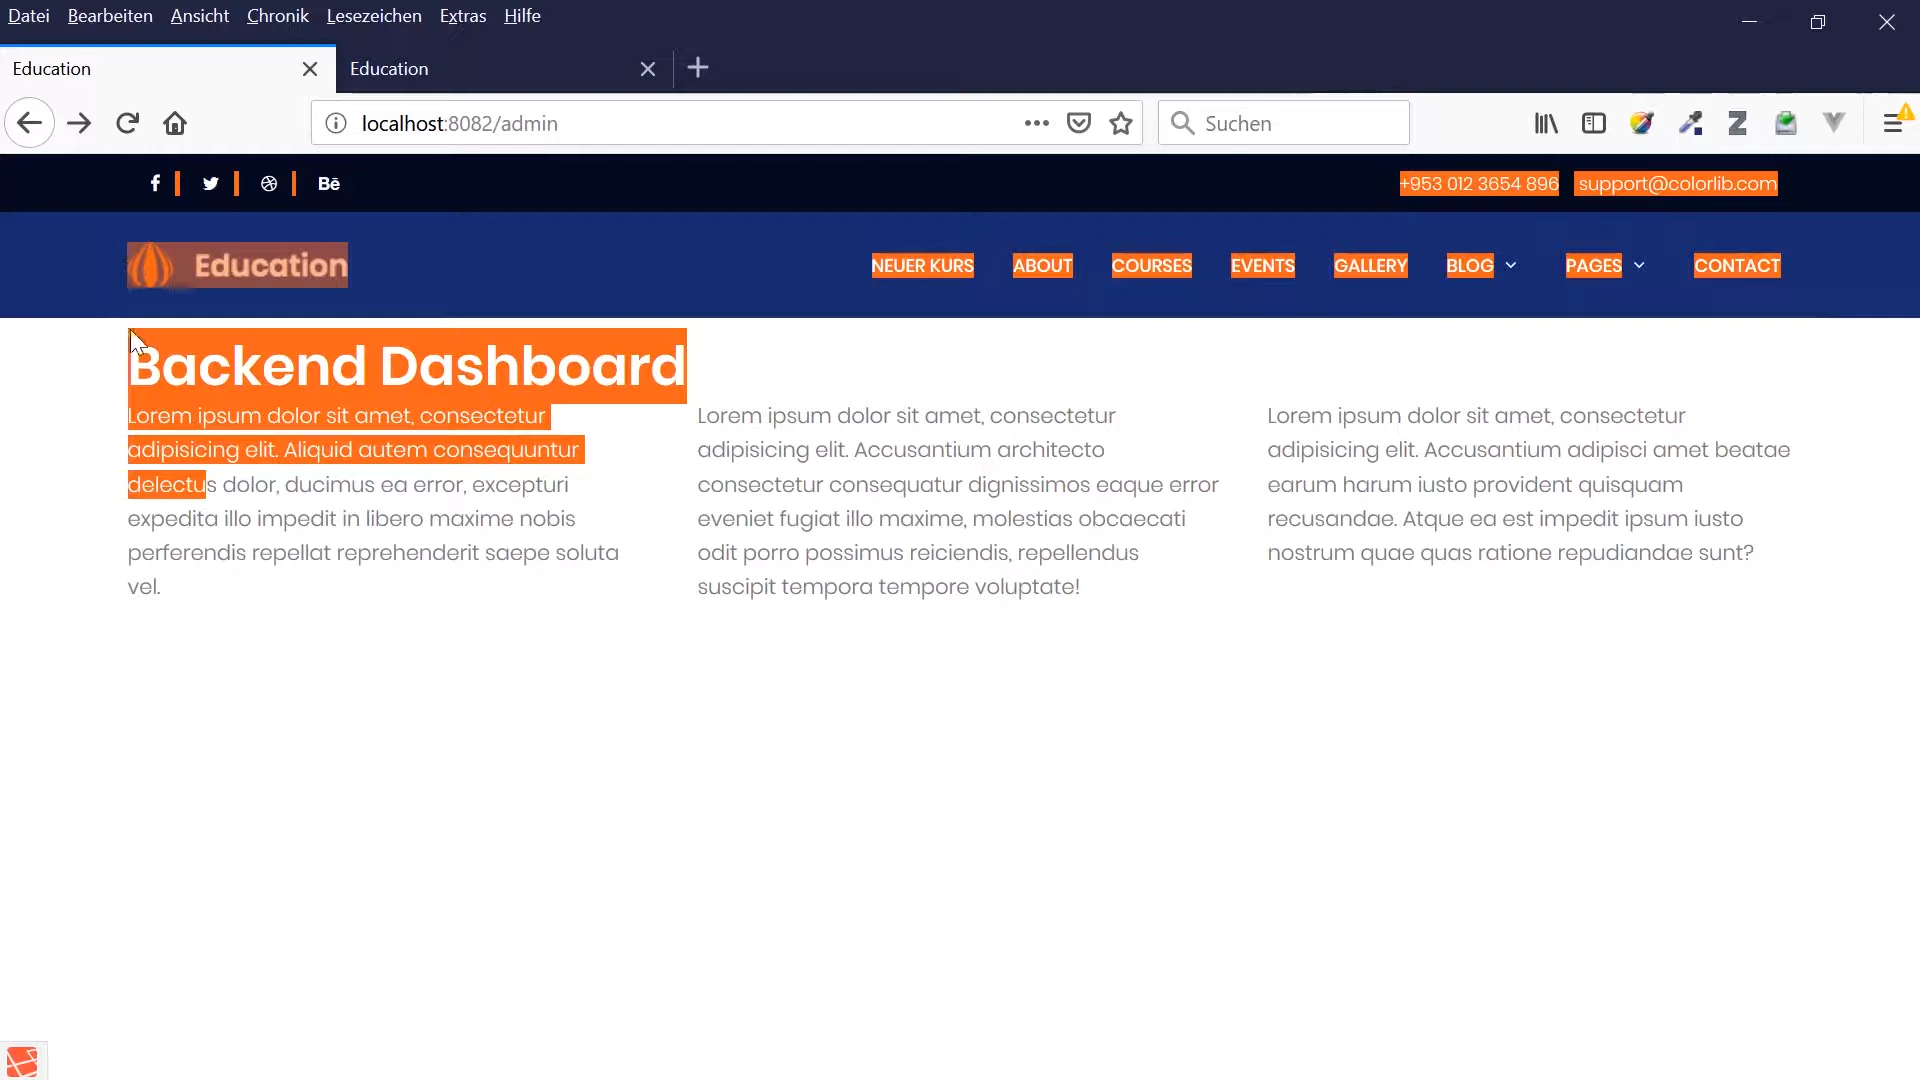 Datei Bearbeiten Ansicht Chronik Lesezeichen Extras Hilfe
Education Education
localhost:8082/admin Suchen
Bē +953 012 3654 896 support@colorlib.com
Education NEUER KURS ABOUT COURSES EVENTS GALLERY BLOG PAGES CONTACT
Backend Dashboard
Lorem ipsum dolor sit amet, consectetur
adipisicing elit. Aliquid autem consequuntur
delectus dolor, ducimus ea error, excepturi
expedita illo impedit in libero maxime nobis
perferendis repellat reprehenderit saepe soluta
vel.
Lorem ipsum dolor sit amet, consectetur
adipisicing elit. Accusantium architecto
consectetur consequatur dignissimos eaque error
eveniet fugiat illo maxime, molestias obcaecati
odit porro possimus reiciendis, repellendus
suscipit tempora tempore voluptate!
Lorem ipsum dolor sit amet, consectetur
adipisicing elit. Accusantium adipisci amet beatae
earum harum iusto provident quisquam
recusandae. Atque ea est impedit ipsum iusto
nostrum quae quas ratione repudiandae sunt?